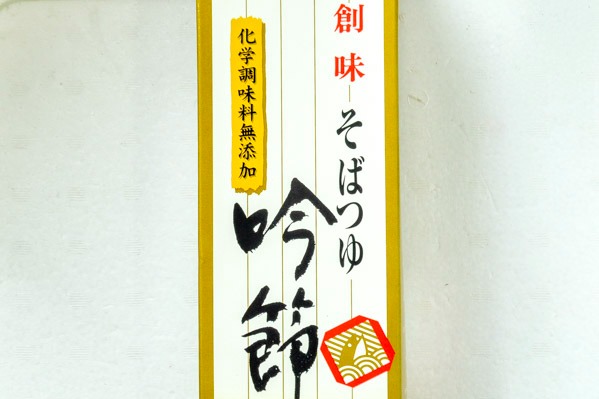 創味
そばつゆ
化学調味料無添加
吟節